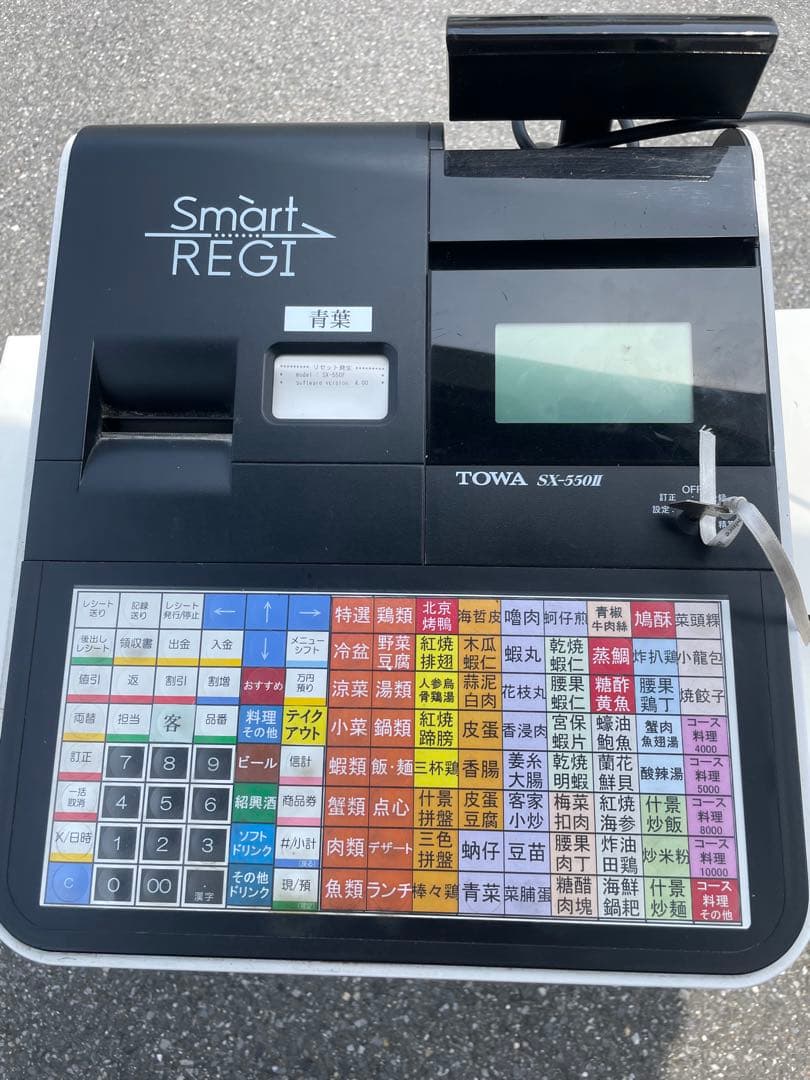 Smart
REGI
青葉
******** リセット発生 ********
* model : SX-550F *
* software version: 4.00 *
TOWA SX-550II
OFF
訂正
設定
レシート送り 記録送り レシート発行/停止 ← ↑ → 特選 鶏類 北京烤鴨 海哲皮 嚕肉 蚵仔煎 青椒牛肉絲 鳩酥 菜頭粿
後出しレシート 領収書 出金 入金 ↓ メニューシフト 冷盆 野菜豆腐 紅焼排翅 木瓜蝦仁 蝦丸 乾焼蝦仁 蒸鯛 炸扒鶏 小龍包
値引 返 割引 割増 おすすめ 万円預り 涼菜 湯類 人参烏骨鶏湯 蒜泥白肉 花枝丸 腰果蝦仁 糖酢黄魚 腰果鶏丁 焼餃子
両替 担当 客 品番 料理その他 テイクアウト 小菜 鍋類 紅焼蹄膀 皮蛋 香浸肉 宮保蝦片 蠔油鮑魚 蟹肉魚翅湯 コース料理4000
訂正 7 8 9 ビール 信計 蝦類 飯・麺 三杯鶏 香腸 姜糸大腸 乾焼明蝦 蘭花鮮貝 酸辣湯 コース料理5000
一括取消 4 5 6 紹興酒 商品券 蟹類 点心 什景拼盤 皮蛋豆腐 客家小炒 梅菜扣肉 紅焼海参 什景炒飯 コース料理8000
X/日時 1 2 3 ソフトドリンク #/小計 肉類 デザート 三色拼盤 蚋仔 豆苗 腰果肉丁 炸油田鶏 炒米粉 コース料理10000
C 0 00 漢字 その他ドリンク 現/預 魚類 ランチ 棒々鶏 青菜 菜脯蛋 糖醋肉塊 海鮮鍋耙 什景炒麺 コース料理その他